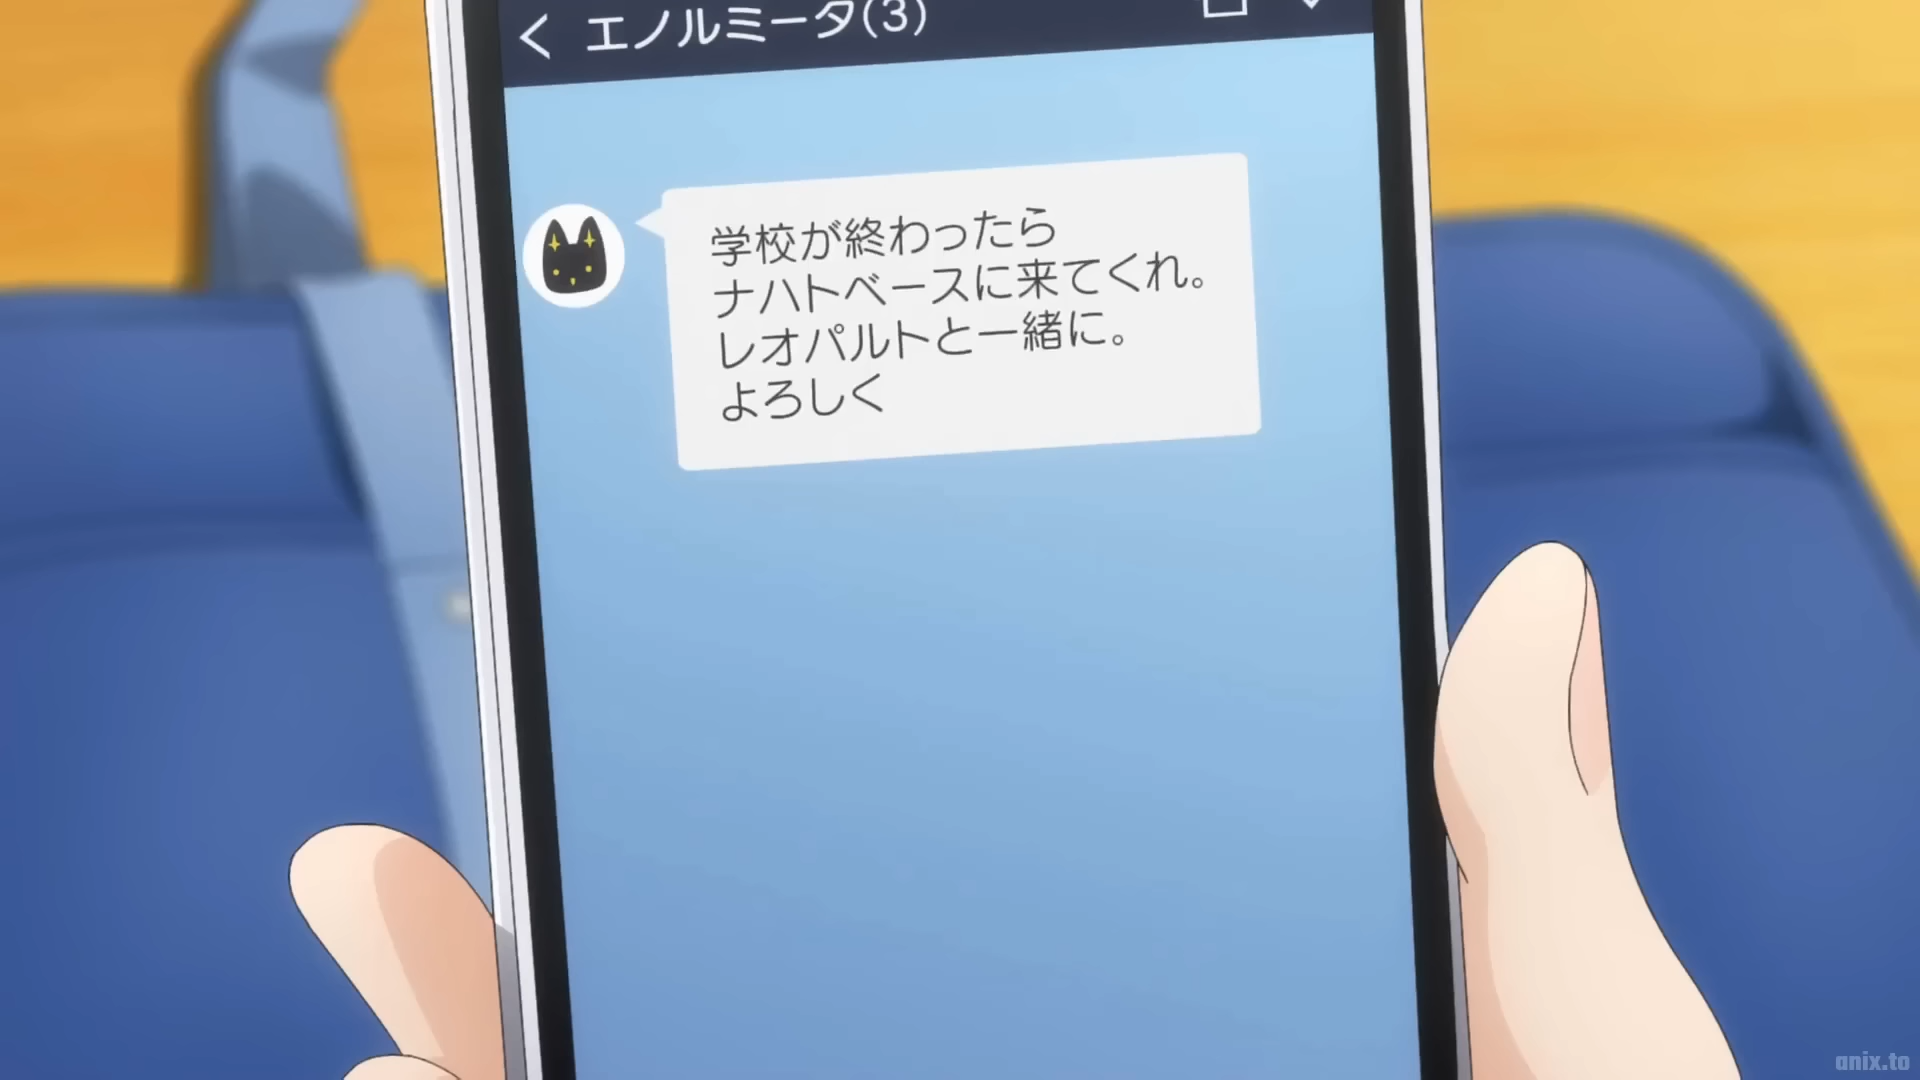 エノルミータ(3)
学校が終わったら
ナハトベースに来てくれ。
レオパルトと一緒に。
よろしく
anix.to